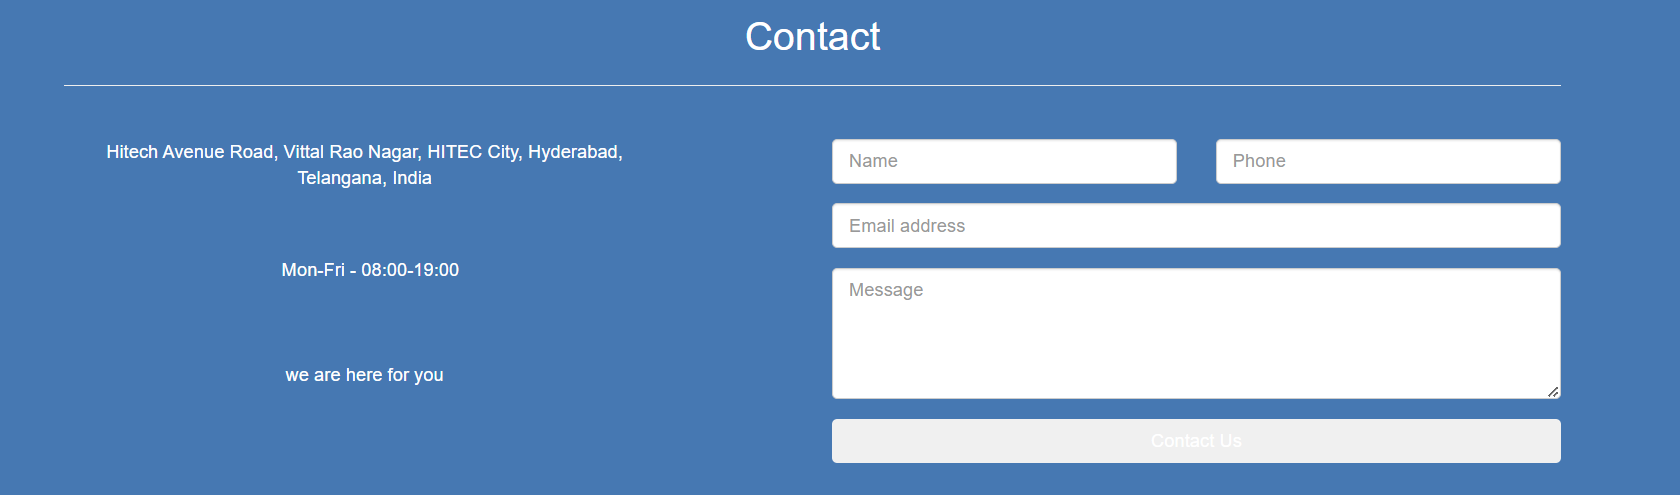 Contact
Hitech Avenue Road, Vittal Rao Nagar, HITEC City, Hyderabad,
Telangana, India
Mon-Fri - 08:00-19:00
we are here for you
Name
Phone
Email address
Message
Contact Us